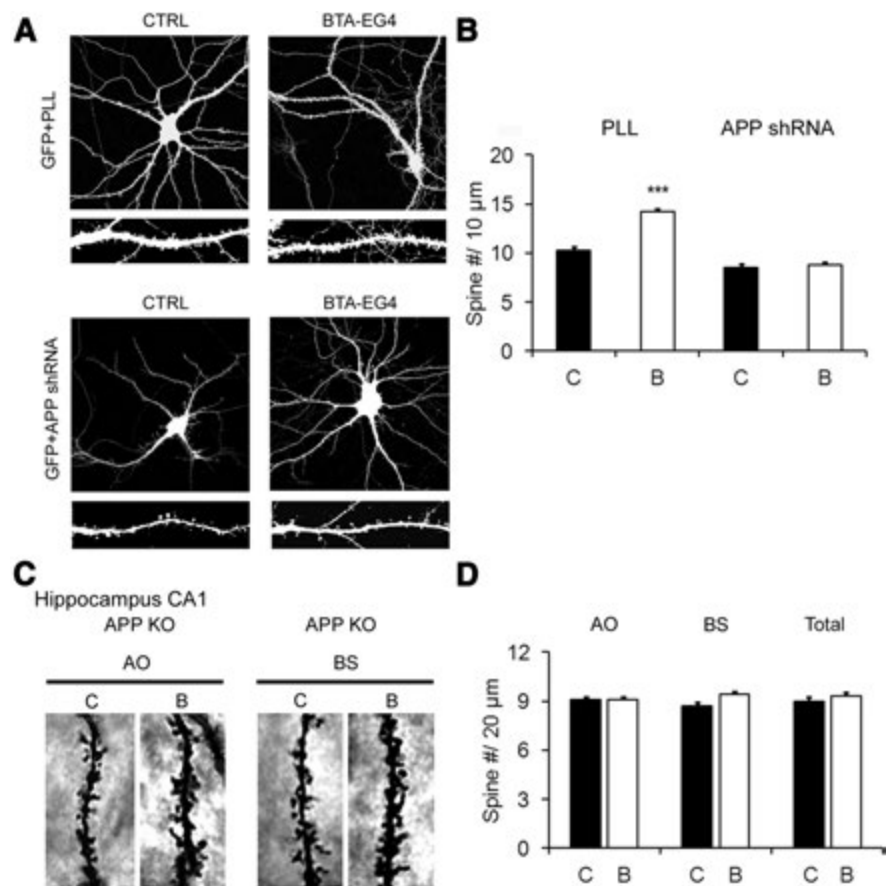 A
CTRL
BTA-EG4
GFP+PLL
CTRL
BTA-EG4
GFP+APP shRNA
B
PLL
APP shRNA
20
15
10
5
0
Spine #/ 10 µm
***
C
B
C
B
C
Hippocampus CA1
APP KO
APP KO
AO
BS
C
B
C
B
D
AO
BS
Total
12
9
6
3
0
Spine #/ 20 µm
C
B
C
B
C
B